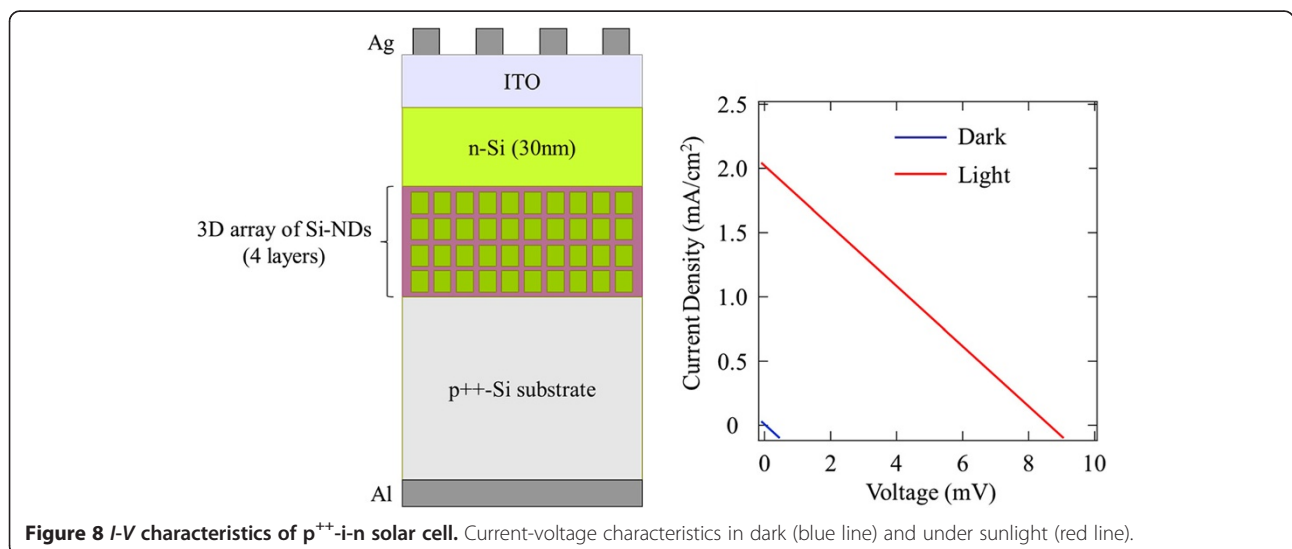 Ag
ITO
n-Si (30nm)
3D array of Si-NDs
(4 layers)
p++-Si substrate
Al
2.5
2.0
1.5
1.0
0.5
0
Current Density (mA/cm²)
Dark
Light
0 2 4 6 8 10
Voltage (mV)
Figure 8 I-V characteristics of p⁺⁺-i-n solar cell. Current-voltage characteristics in dark (blue line) and under sunlight (red line).